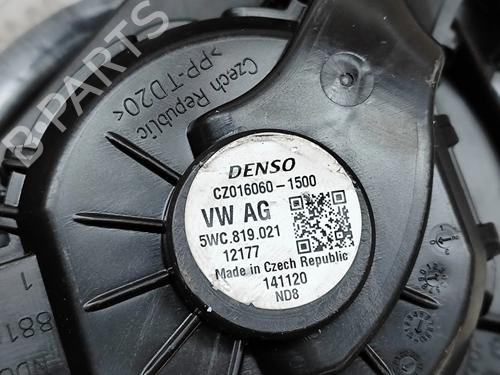 B-PARTS
Czech Republic
>PP-TD20<
DENSO
CZ016060-1500
VW AG
5WC.819.021
12177
Made in Czech Republic
141120
ND8
1